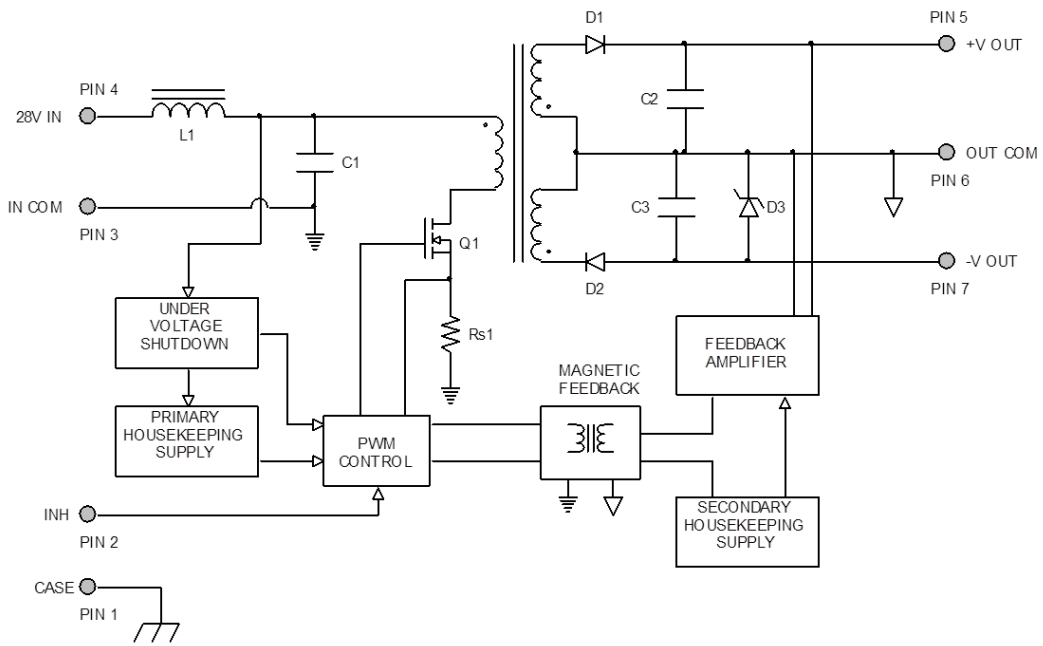 D1
PIN 5
+V OUT
PIN 4
28V IN
L1
C1
C2
OUT COM
PIN 6
IN COM
PIN 3
Q1
C3
D3
D2
-V OUT
PIN 7
UNDER
VOLTAGE
SHUTDOWN
Rs1
FEEDBACK
AMPLIFIER
MAGNETIC
FEEDBACK
PRIMARY
HOUSEKEEPING
SUPPLY
PWM
CONTROL
INH
PIN 2
SECONDARY
HOUSEKEEPING
SUPPLY
CASE
PIN 1